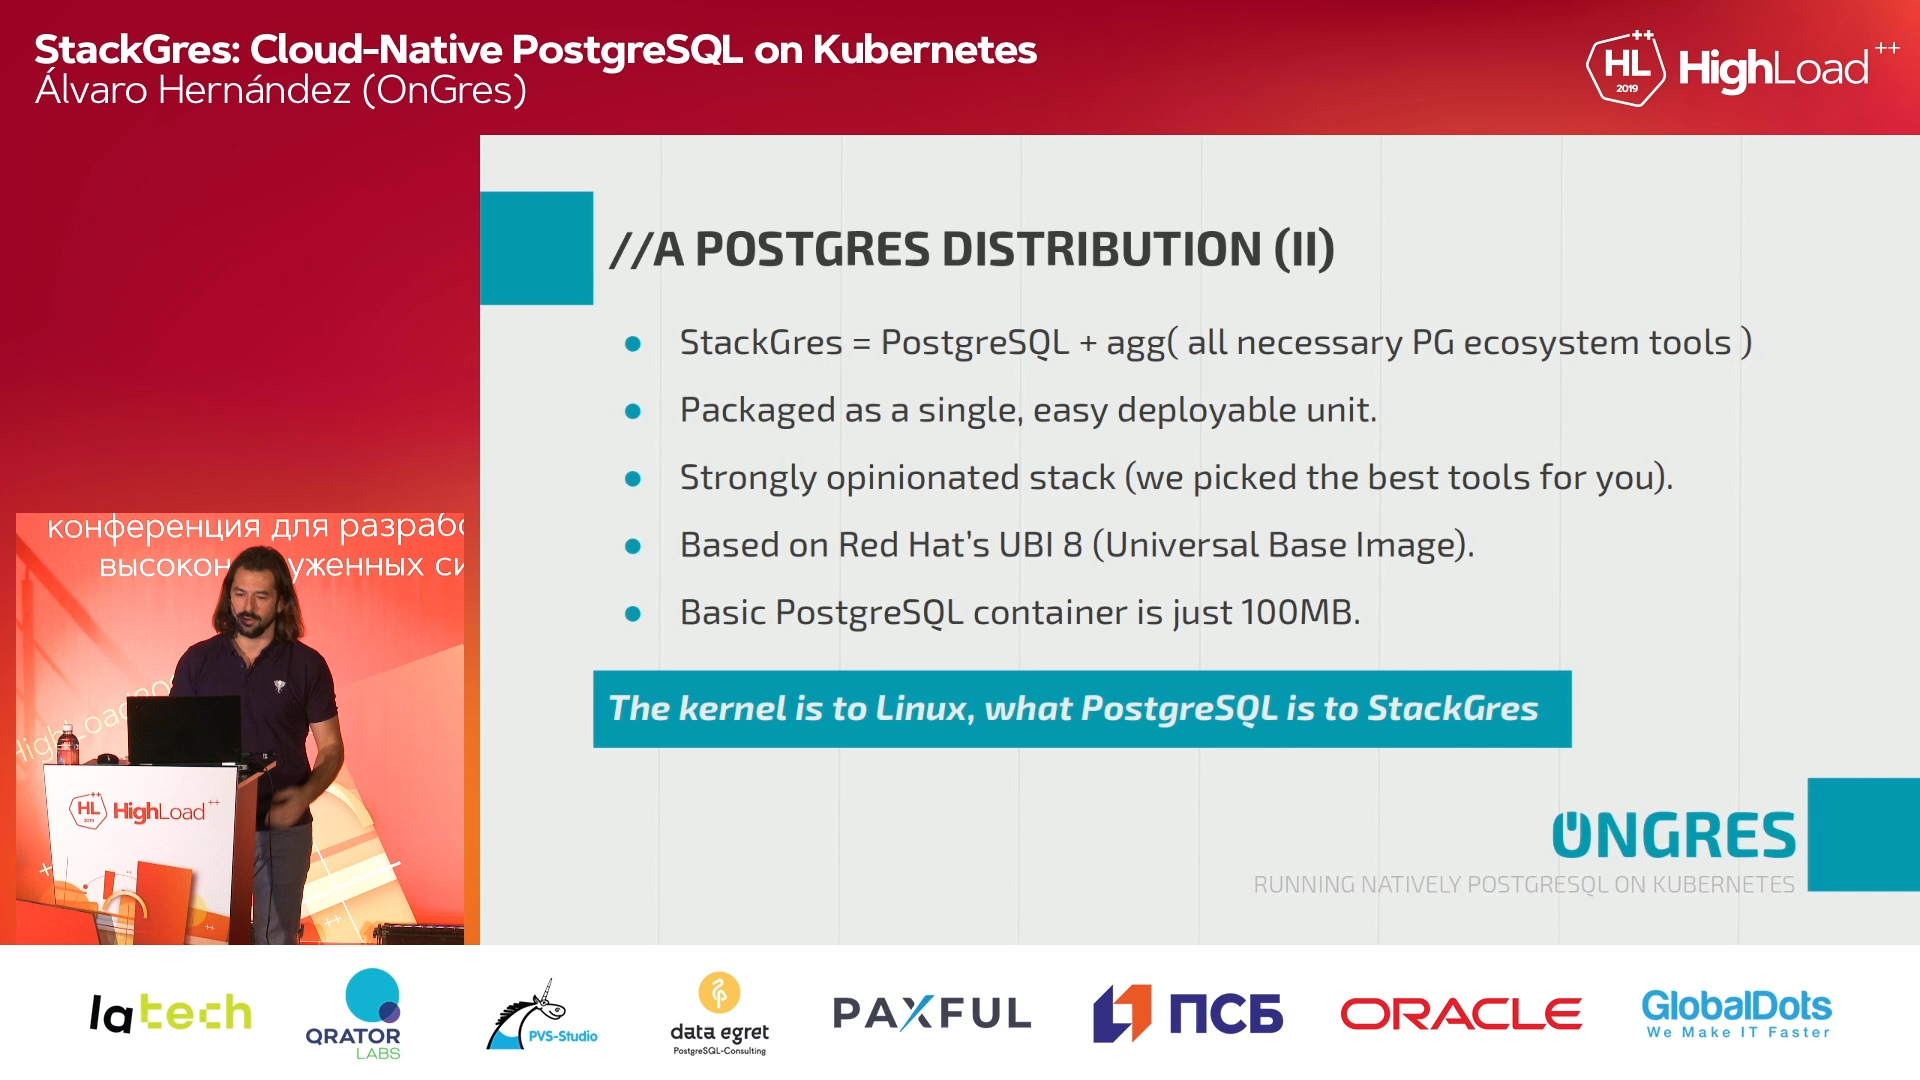 StackGres: Cloud-Native PostgreSQL on Kubernetes
Álvaro Hernández (OnGres)
HL
++
2019
HighLoad++
//A POSTGRES DISTRIBUTION (II)
● StackGres = PostgreSQL + agg( all necessary PG ecosystem tools )
● Packaged as a single, easy deployable unit.
● Strongly opinionated stack (we picked the best tools for you).
● Based on Red Hat’s UBI 8 (Universal Base Image).
● Basic PostgreSQL container is just 100MB.
The kernel is to Linux, what PostgreSQL is to StackGres
ONGRES
RUNNING NATIVELY POSTGRESQL ON KUBERNETES
конференция для
HL
++
2019
HighLoad++
latech
QRATOR
LABS
PVS-Studio
data egret
PostgreSQL-Consulting
PAXFUL
ПСБ
ORACLE
GlobalDots
We Make IT Faster